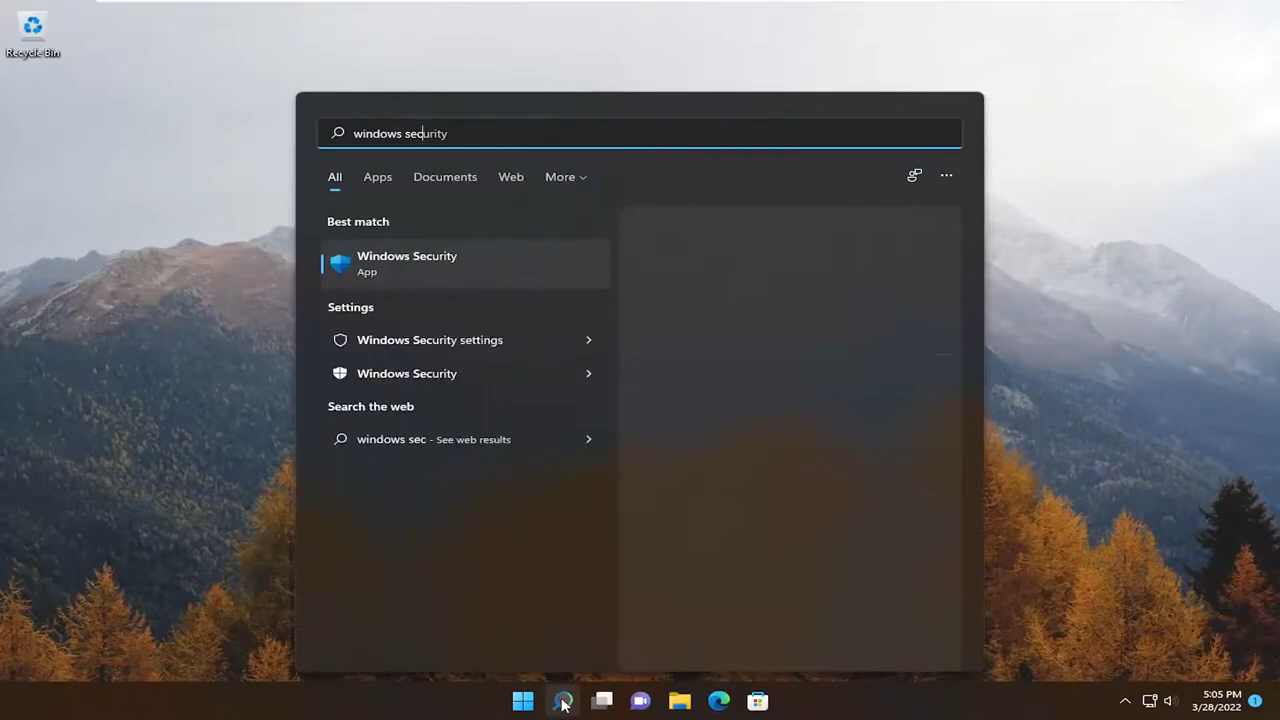 Recycle Bin
windows security
All
Apps
Documents
Web
More
Best match
Windows Security
App
Settings
Windows Security settings
Windows Security
Search the web
windows sec - See web results
5:05 PM
3/28/2022
1